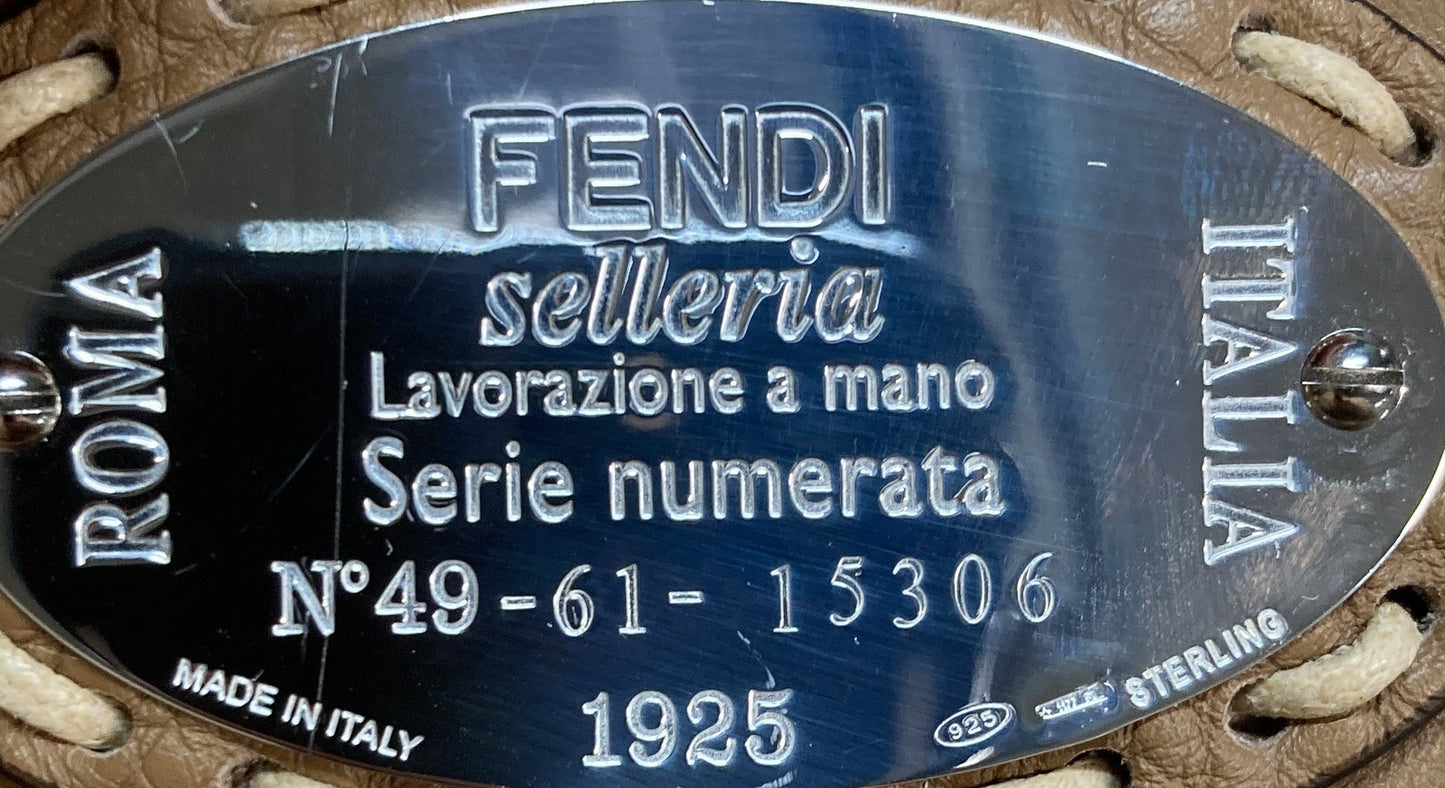 FENDI
selleria
Lavorazione a mano
Serie numerata
N° 49-61-15306
1925
ROMA
ITALIA
MADE IN ITALY
925
STERLING